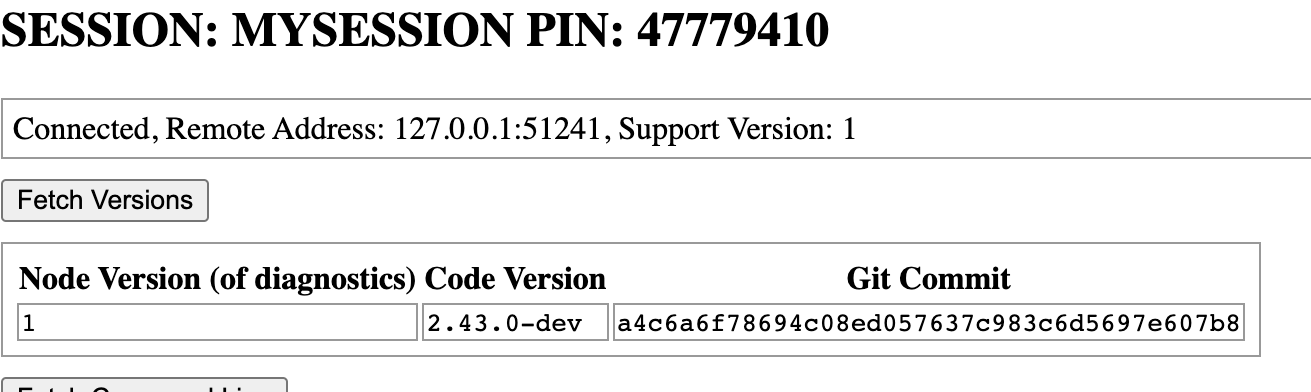 SESSION: MYSESSION PIN: 47779410
Connected, Remote Address: 127.0.0.1:51241, Support Version: 1
Fetch Versions
Node Version (of diagnostics) Code Version Git Commit
1 2.43.0-dev a4c6a6f78694c08ed057637c983c6d5697e607b8